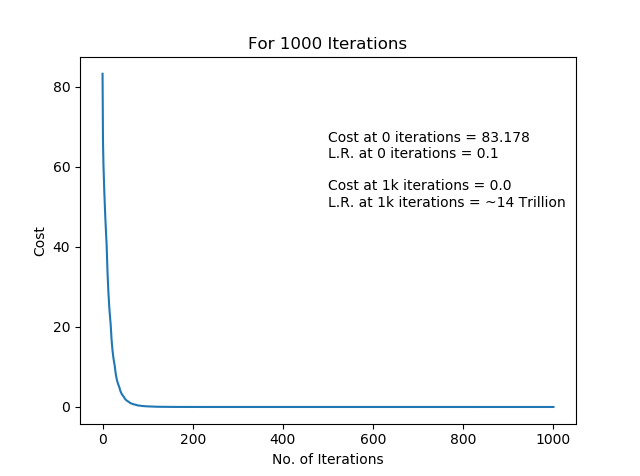 For 1000 Iterations
80
60
40
20
0
Cost
Cost at 0 iterations = 83.178
L.R. at 0 iterations = 0.1
Cost at 1k iterations = 0.0
L.R. at 1k iterations = ~14 Trillion
0 200 400 600 800 1000
No. of Iterations